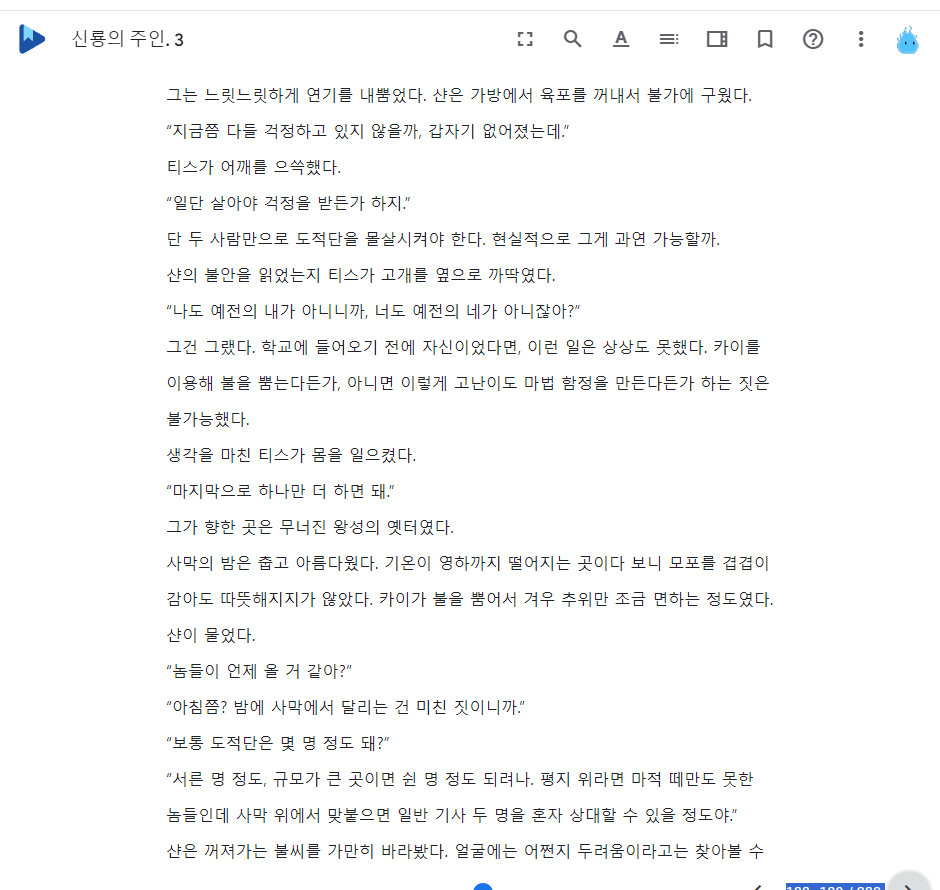 신룡의 주인. 3
그는 느릿느릿하게 연기를 내뿜었다. 샨은 가방에서 육포를 꺼내서 불가에 구웠다.
“지금쯤 다들 걱정하고 있지 않을까, 갑자기 없어졌는데.”
티스가 어깨를 으쓱했다.
“일단 살아야 걱정을 받든가 하지.”
단 두 사람만으로 도적단을 몰살시켜야 한다. 현실적으로 그게 과연 가능할까.
샨의 불안을 읽었는지 티스가 고개를 옆으로 까딱였다.
“나도 예전의 내가 아니니까, 너도 예전의 네가 아니잖아?”
그건 그랬다. 학교에 들어오기 전에 자신이었다면, 이런 일은 상상도 못했다. 카이를
이용해 불을 뿜는다든가, 아니면 이렇게 고난이도 마법 함정을 만든다든가 하는 짓은
불가능했다.
생각을 마친 티스가 몸을 일으켰다.
“마지막으로 하나만 더 하면 돼.”
그가 향한 곳은 무너진 왕성의 옛터였다.
사막의 밤은 춥고 아름다웠다. 기온이 영하까지 떨어지는 곳이다 보니 모포를 겹겹이
감아도 따뜻해지지가 않았다. 카이가 불을 뿜어서 겨우 추위만 조금 면하는 정도였다.
샨이 물었다.
“놈들이 언제 올 거 같아?”
“아침쯤? 밤에 사막에서 달리는 건 미친 짓이니까.”
“보통 도적단은 몇 명 정도 돼?”
“서른 명 정도, 규모가 큰 곳이면 쉰 명 정도 되려나. 평지 위라면 마적 떼만도 못한
놈들인데 사막 위에서 맞붙으면 일반 기사 두 명을 혼자 상대할 수 있을 정도야.”
샨은 꺼져가는 불씨를 가만히 바라봤다. 얼굴에는 어쩐지 두려움이라고는 찾아볼 수